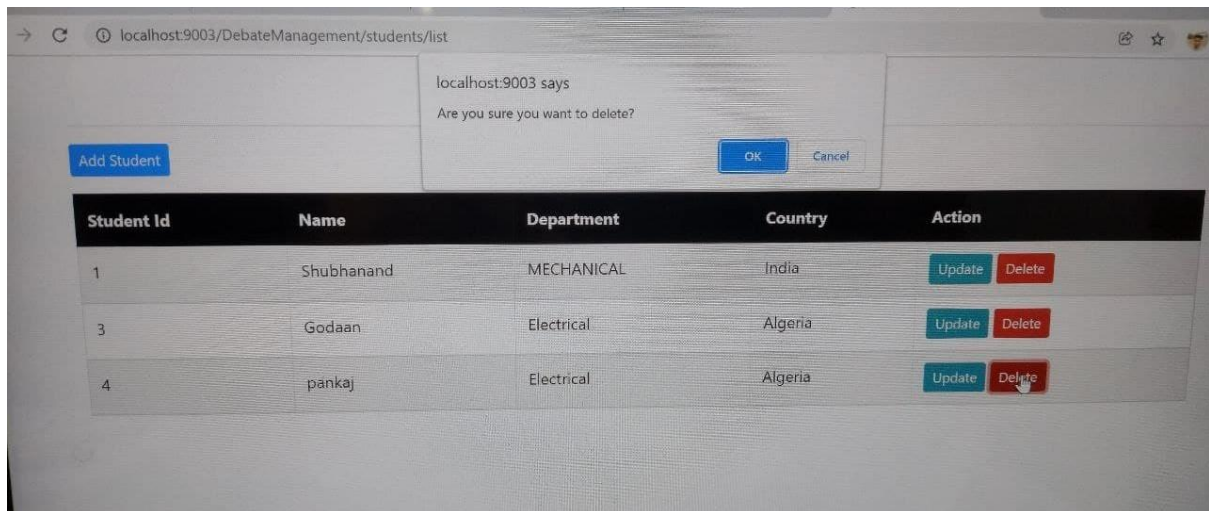 localhost:9003/DebateManagement/students/list
localhost:9003 says
Are you sure you want to delete?
OK Cancel
Add Student
Student Id Name Department Country Action
1 Shubhanand MECHANICAL India Update Delete
3 Godaan Electrical Algeria Update Delete
4 pankaj Electrical Algeria Update Delete